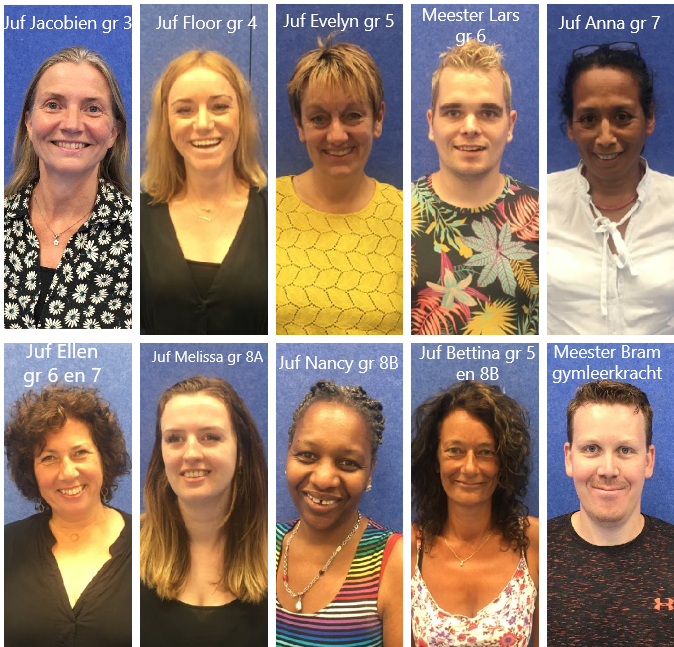 Juf Jacobien gr 3
Juf Floor gr 4
Juf Evelyn gr 5
Meester Lars
gr 6
Juf Anna gr 7
Juf Ellen
gr 6 en 7
Juf Melissa gr 8A
Juf Nancy gr 8B
Juf Bettina gr 5
en 8B
Meester Bram
gymleerkracht